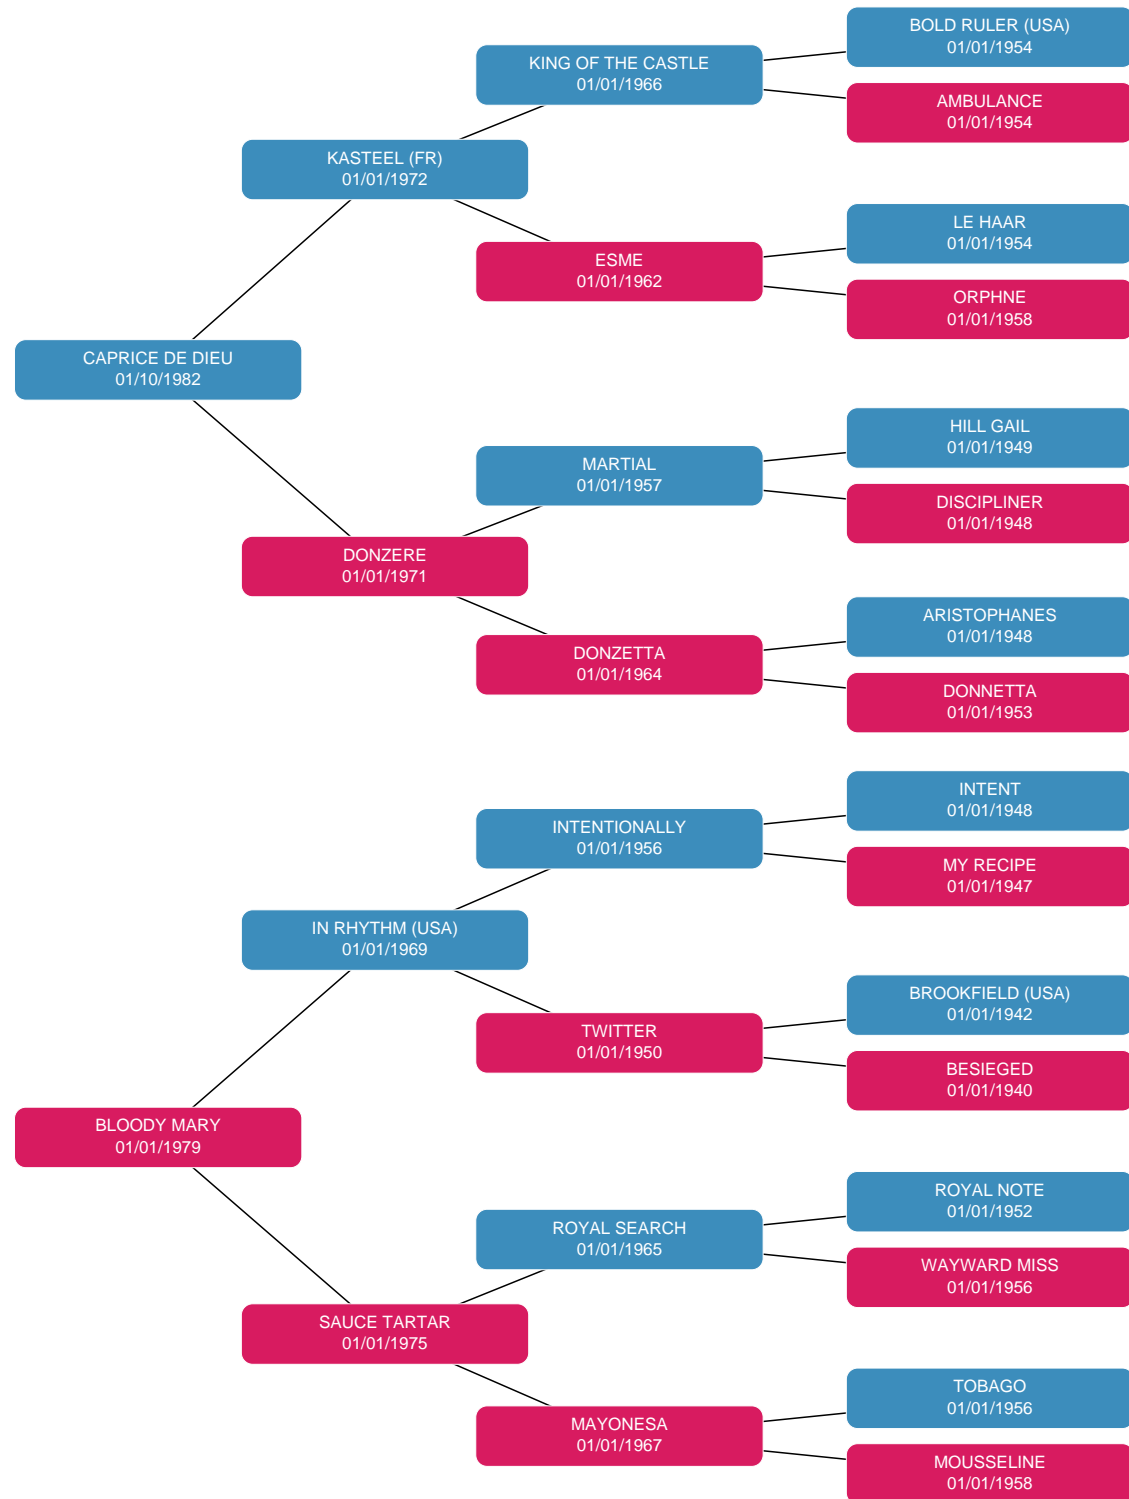 BOLD RULER (USA)
01/01/1954
KING OF THE CASTLE
01/01/1966
AMBULANCE
01/01/1954
KASTEEL (FR)
01/01/1972
LE HAAR
01/01/1954
ESME
01/01/1962
ORPHNE
01/01/1958
CAPRICE DE DIEU
01/10/1982
HILL GAIL
01/01/1949
MARTIAL
01/01/1957
DISCIPLINER
01/01/1948
DONZERE
01/01/1971
ARISTOPHANES
01/01/1948
DONZETTA
01/01/1964
DONNETTA
01/01/1953
INTENT
01/01/1948
INTENTIONALLY
01/01/1956
MY RECIPE
01/01/1947
IN RHYTHM (USA)
01/01/1969
BROOKFIELD (USA)
01/01/1942
TWITTER
01/01/1950
BESIEGED
01/01/1940
BLOODY MARY
01/01/1979
ROYAL NOTE
01/01/1952
ROYAL SEARCH
01/01/1965
WAYWARD MISS
01/01/1956
SAUCE TARTAR
01/01/1975
TOBAGO
01/01/1956
MAYONESA
01/01/1967
MOUSSELINE
01/01/1958